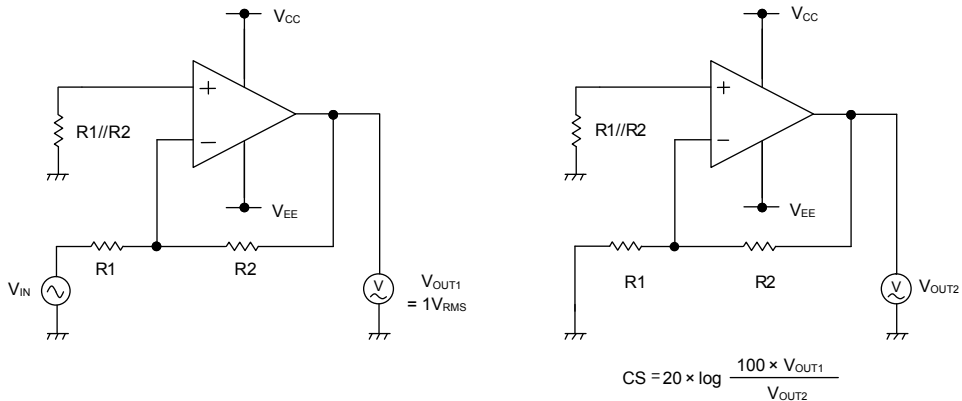 VCC
+
R1//R2
−
VEE
R1
R2
VIN
V
VOUT1
= 1VRMS
VCC
+
R1//R2
−
VEE
R1
R2
V
VOUT2
CS = 20 × log 100 × VOUT1
VOUT2